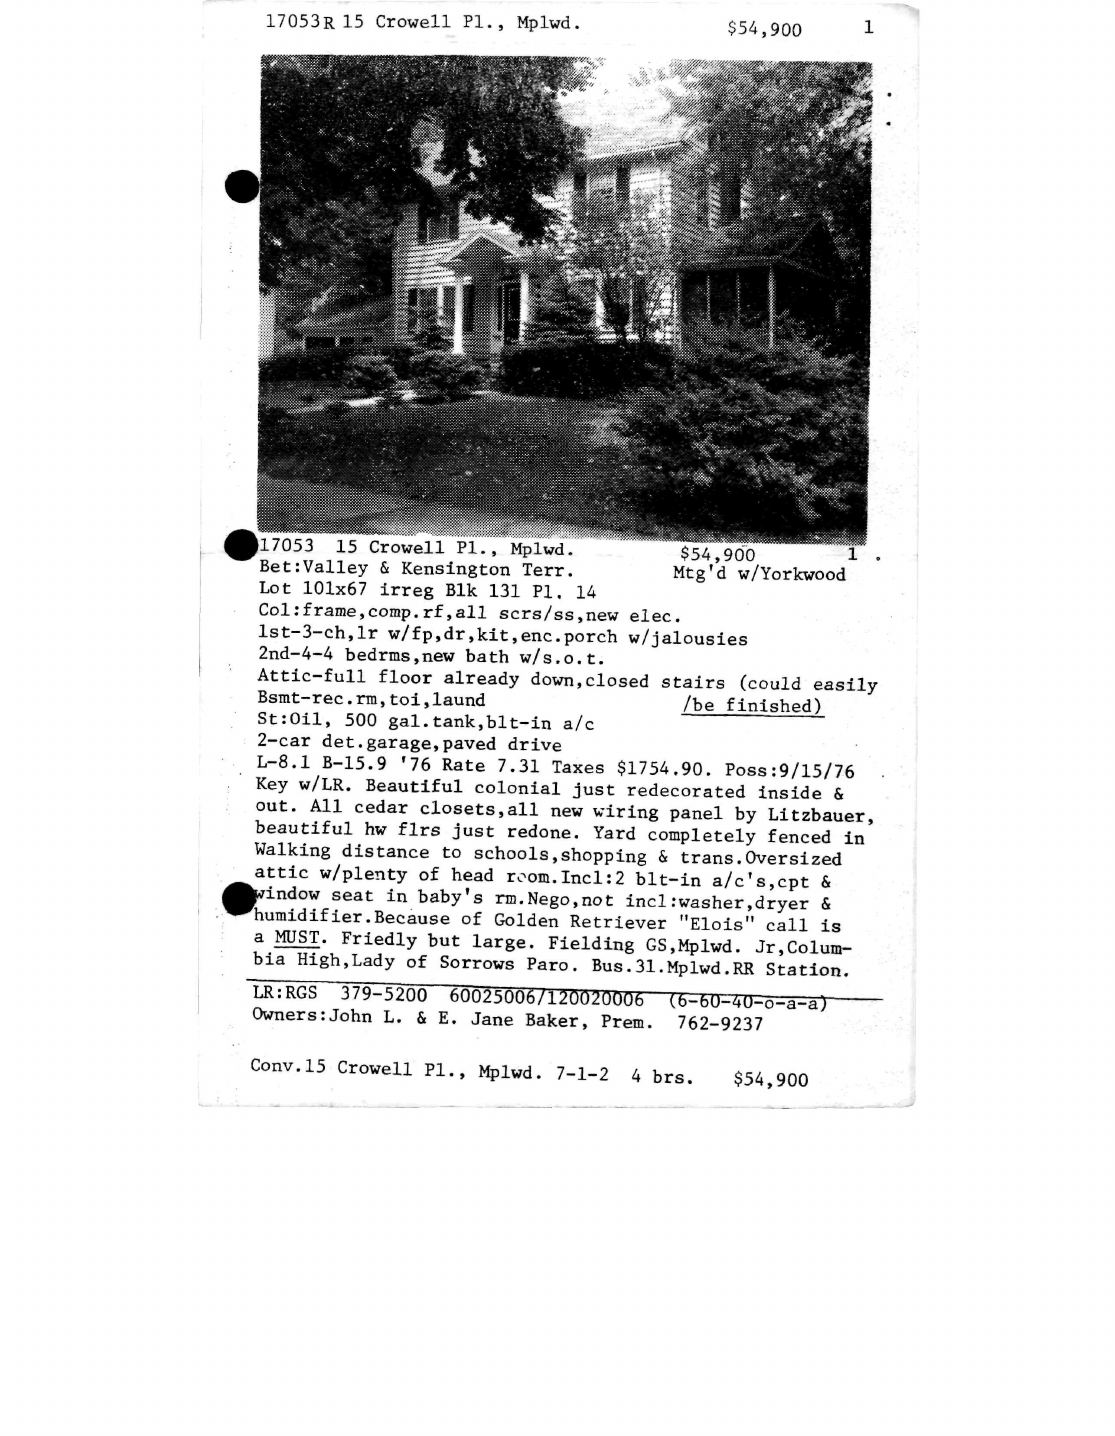 17053R 15 Crowell Pl., Mplwd. $54,900 1
17053 15 Crowell Pl., Mplwd. $54,900 1 .
Bet:Valley & Kensington Terr. Mtg'd w/Yorkwood
Lot 101x67 irreg Blk 131 Pl. 14
Col:frame,comp.rf,all scrs/ss,new elec.
1st-3-ch,lr w/fp,dr,kit,enc.porch w/jalousies
2nd-4-4 bedrms,new bath w/s.o.t.
Attic-full floor already down,closed stairs (could easily
Bsmt-rec.rm,toi,laund /be finished)
St:Oil, 500 gal.tank,blt-in a/c
2-car det.garage,paved drive
L-8.1 B-15.9 '76 Rate 7.31 Taxes $1754.90. Poss:9/15/76
Key w/LR. Beautiful colonial just redecorated inside &
out. All cedar closets,all new wiring panel by Litzbauer,
beautiful hw flrs just redone. Yard completely fenced in
Walking distance to schools,shopping & trans.Oversized
attic w/plenty of head room.Incl:2 blt-in a/c's,cpt &
window seat in baby's rm.Nego,not incl:washer,dryer &
humidifier.Because of Golden Retriever "Elois" call is
a MUST. Friedly but large. Fielding GS,Mplwd. Jr,Colum-
bia High,Lady of Sorrows Paro. Bus.31.Mplwd.RR Station.
LR:RGS 379-5200 60025006/120020006 (6-60-40-o-a-a)
Owners:John L. & E. Jane Baker, Prem. 762-9237
Conv.15 Crowell Pl., Mplwd. 7-1-2 4 brs. $54,900